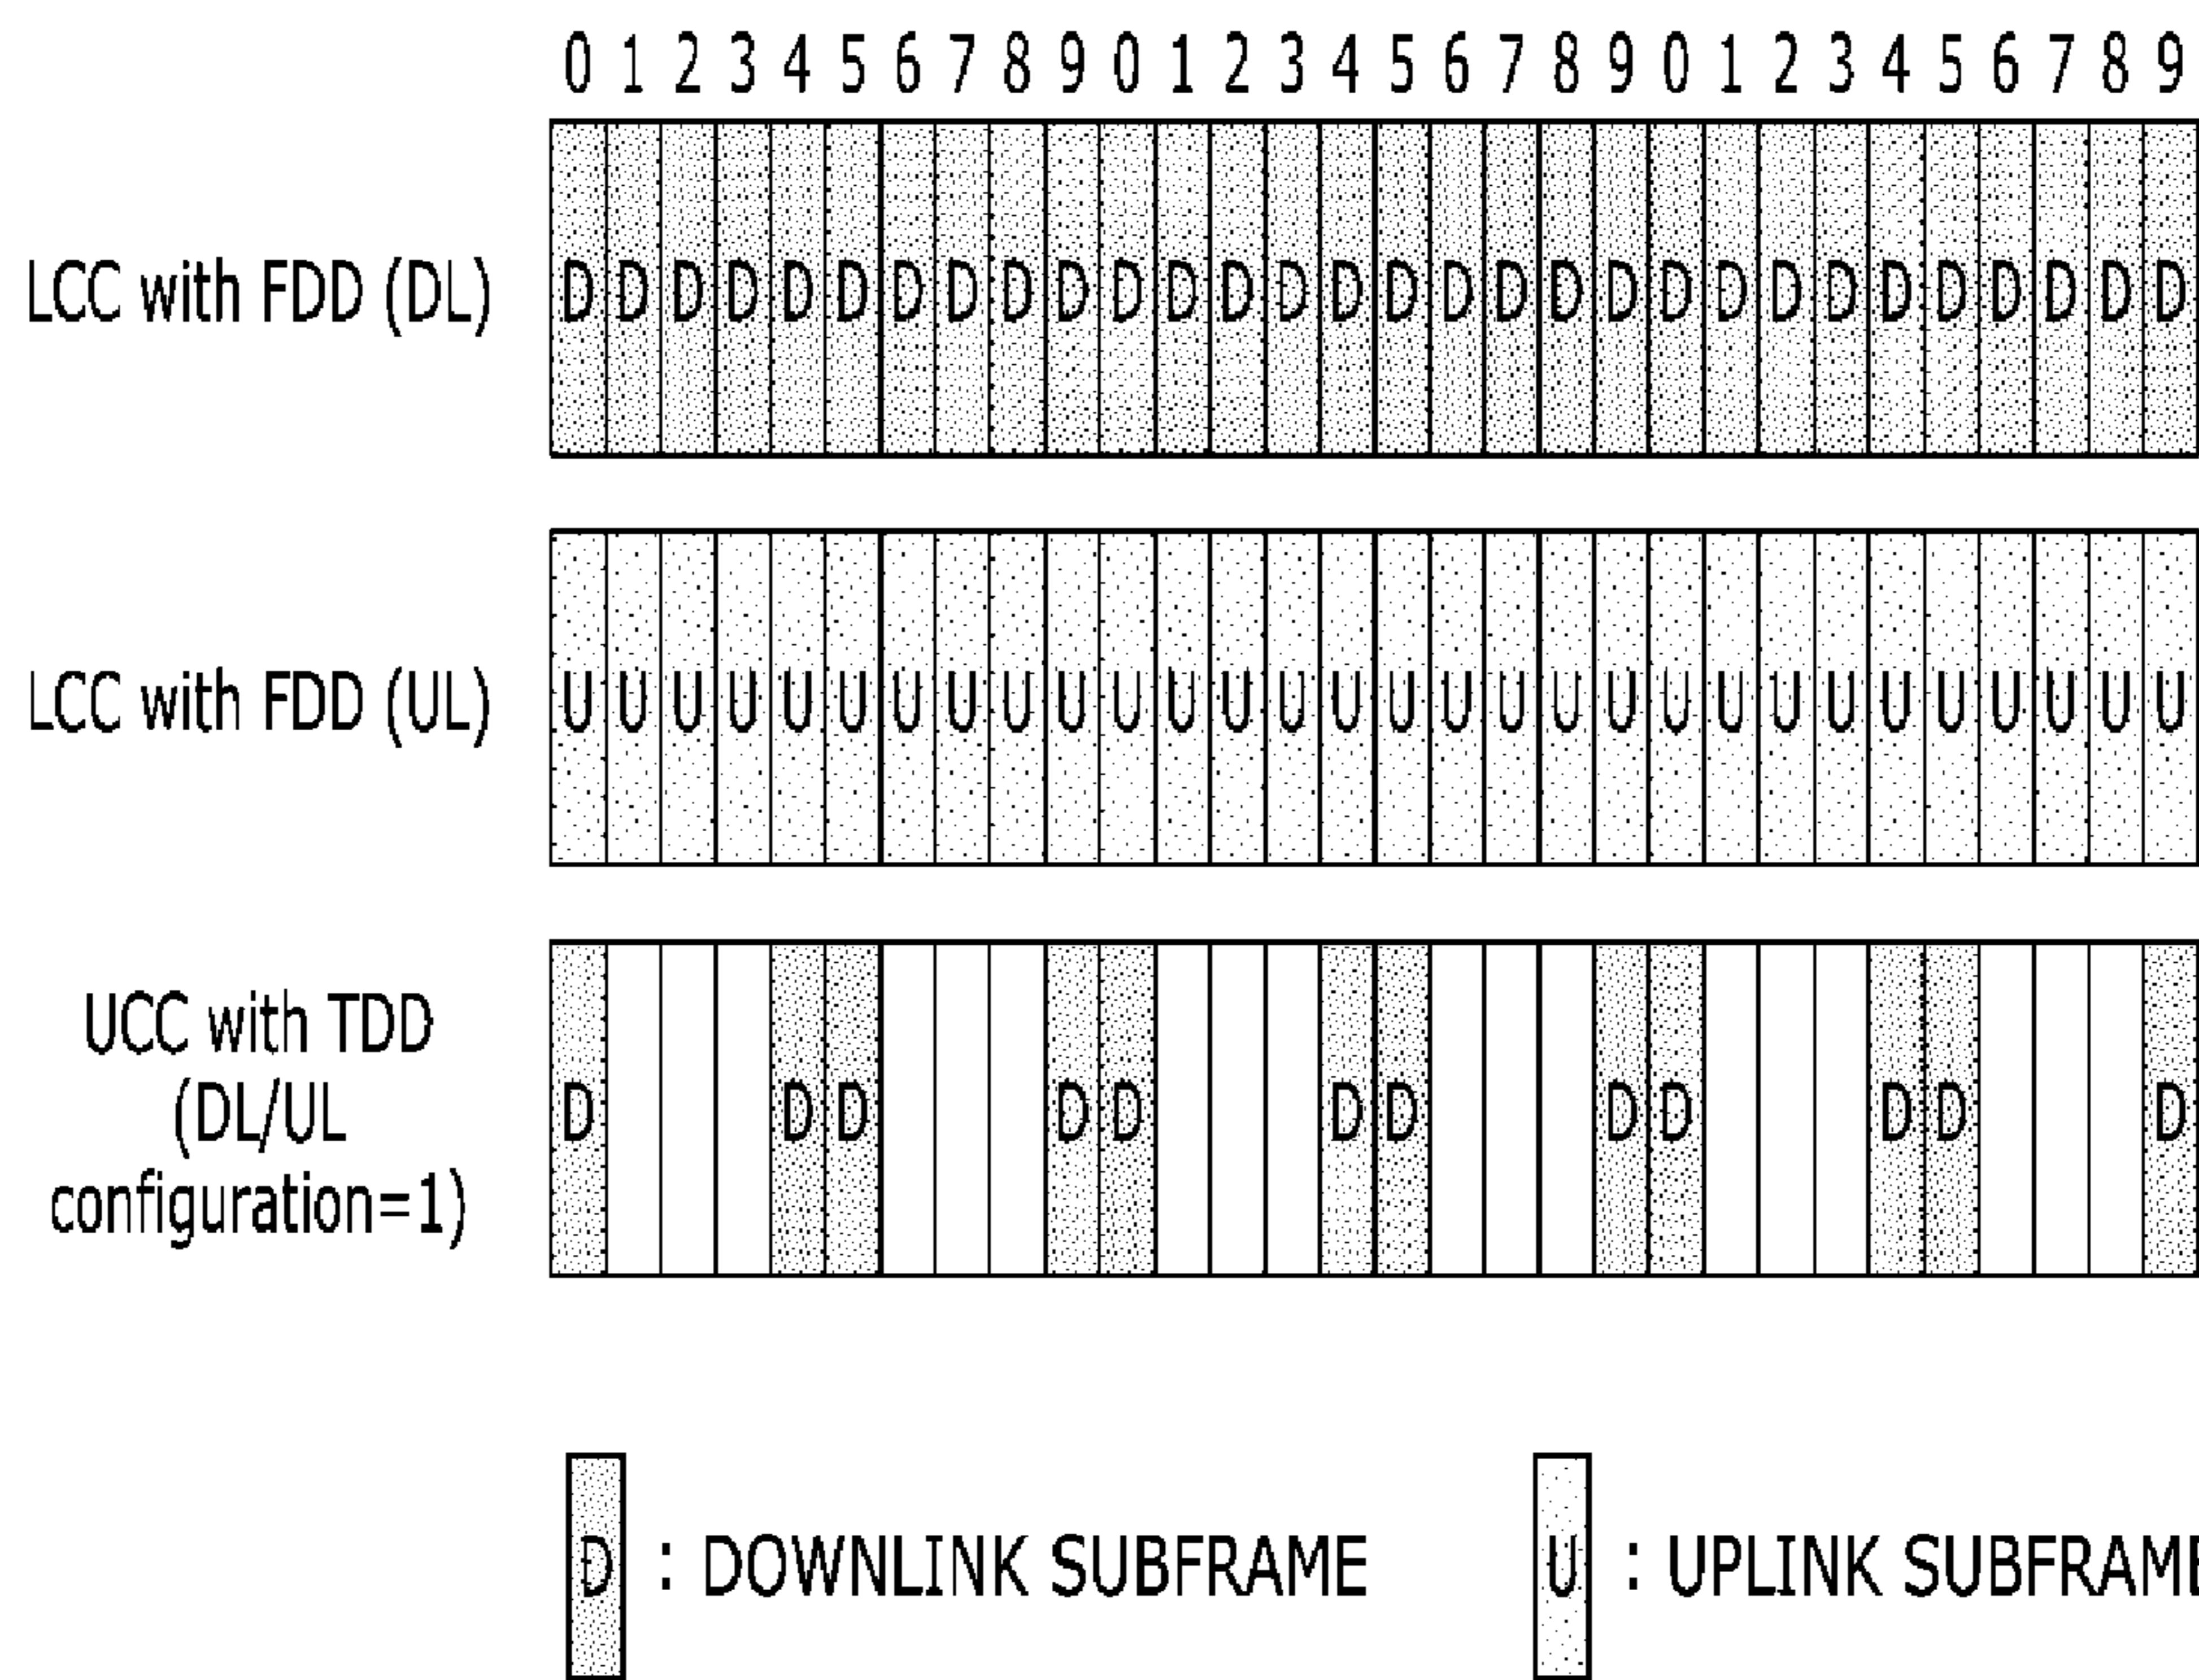 0 1 2 3 4 5 6 7 8 9 0 1 2 3 4 5 6 7 8 9 0 1 2 3 4 5 6 7 8 9
LCC with FDD (DL)
D D D D D D D D D D D D D D D D D D D D D D D D D D D D D D
LCC with FDD (UL)
U U U U U U U U U U U U U U U U U U U U U U U U U U U U U U
UCC with TDD
(DL/UL
configuration=1)
D D D D D D D D D D D D
D : DOWNLINK SUBFRAME
U : UPLINK SUBFRAME